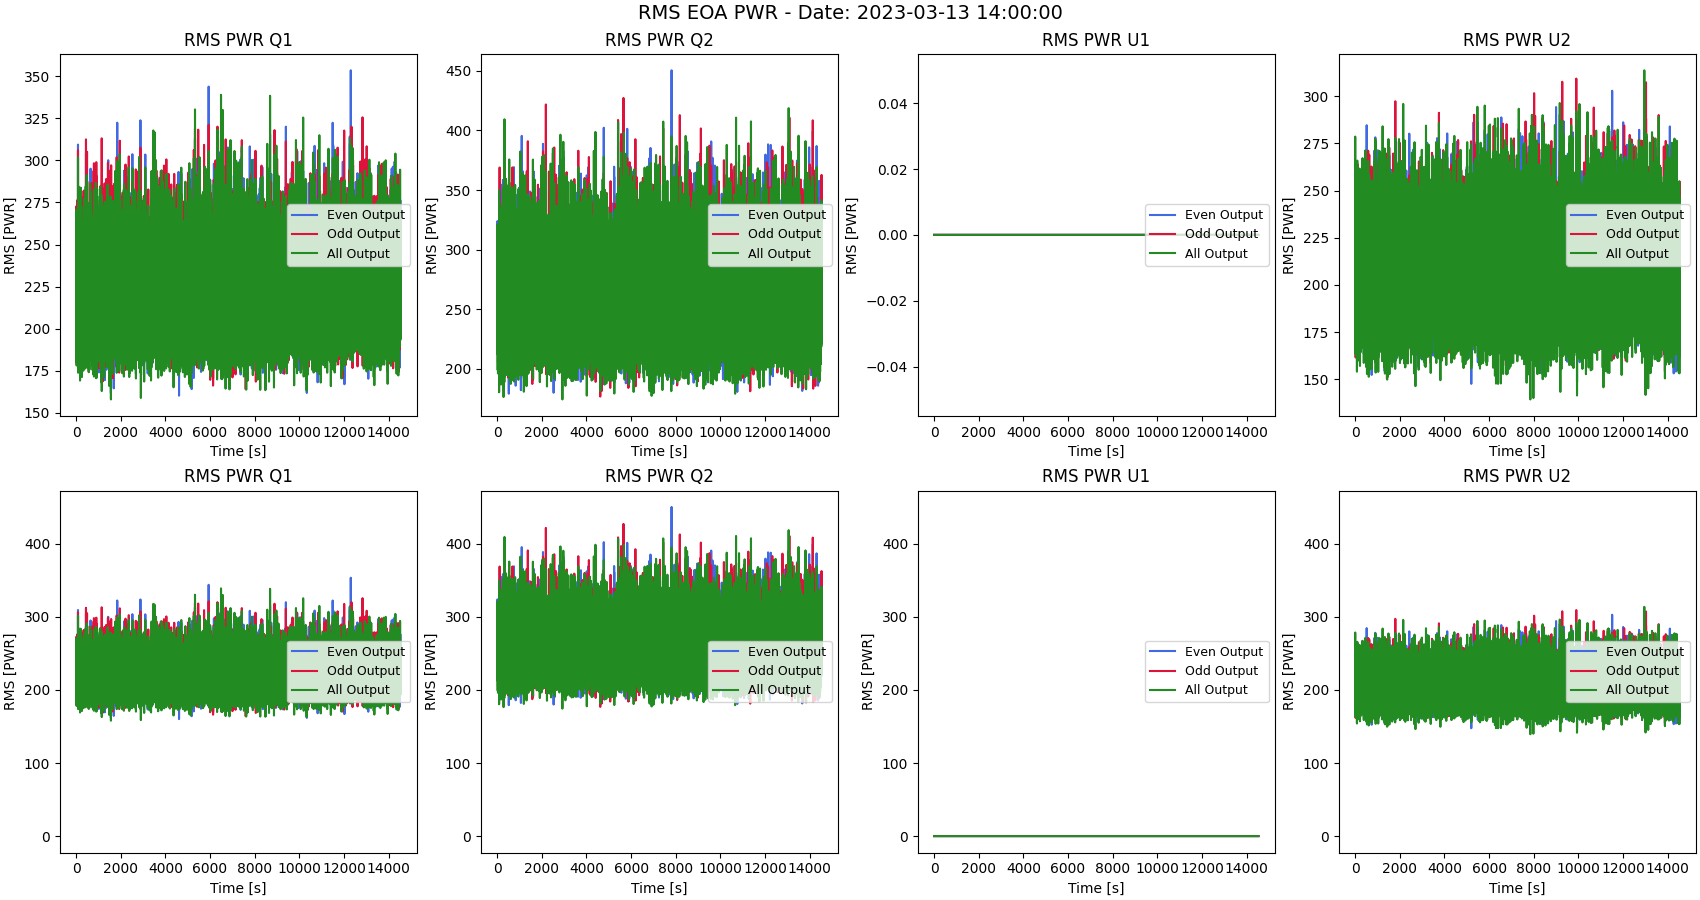 RMS EOA PWR - Date: 2023-03-13 14:00:00
RMS PWR Q1
RMS [PWR]
350
325
300
275
250
225
200
175
150
Even Output
Odd Output
All Output
0 2000 4000 6000 8000 10000 12000 14000
Time [s]
RMS PWR Q2
RMS [PWR]
450
400
350
300
250
200
Even Output
Odd Output
All Output
0 2000 4000 6000 8000 10000 12000 14000
Time [s]
RMS PWR U1
RMS [PWR]
0.04
0.02
0.00
−0.02
−0.04
Even Output
Odd Output
All Output
0 2000 4000 6000 8000 10000 12000 14000
Time [s]
RMS PWR U2
RMS [PWR]
300
275
250
225
200
175
150
Even Output
Odd Output
All Output
0 2000 4000 6000 8000 10000 12000 14000
Time [s]
RMS PWR Q1
RMS [PWR]
400
300
200
100
0
Even Output
Odd Output
All Output
0 2000 4000 6000 8000 10000 12000 14000
Time [s]
RMS PWR Q2
RMS [PWR]
400
300
200
100
0
Even Output
Odd Output
All Output
0 2000 4000 6000 8000 10000 12000 14000
Time [s]
RMS PWR U1
RMS [PWR]
400
300
200
100
0
Even Output
Odd Output
All Output
0 2000 4000 6000 8000 10000 12000 14000
Time [s]
RMS PWR U2
RMS [PWR]
400
300
200
100
0
Even Output
Odd Output
All Output
0 2000 4000 6000 8000 10000 12000 14000
Time [s]